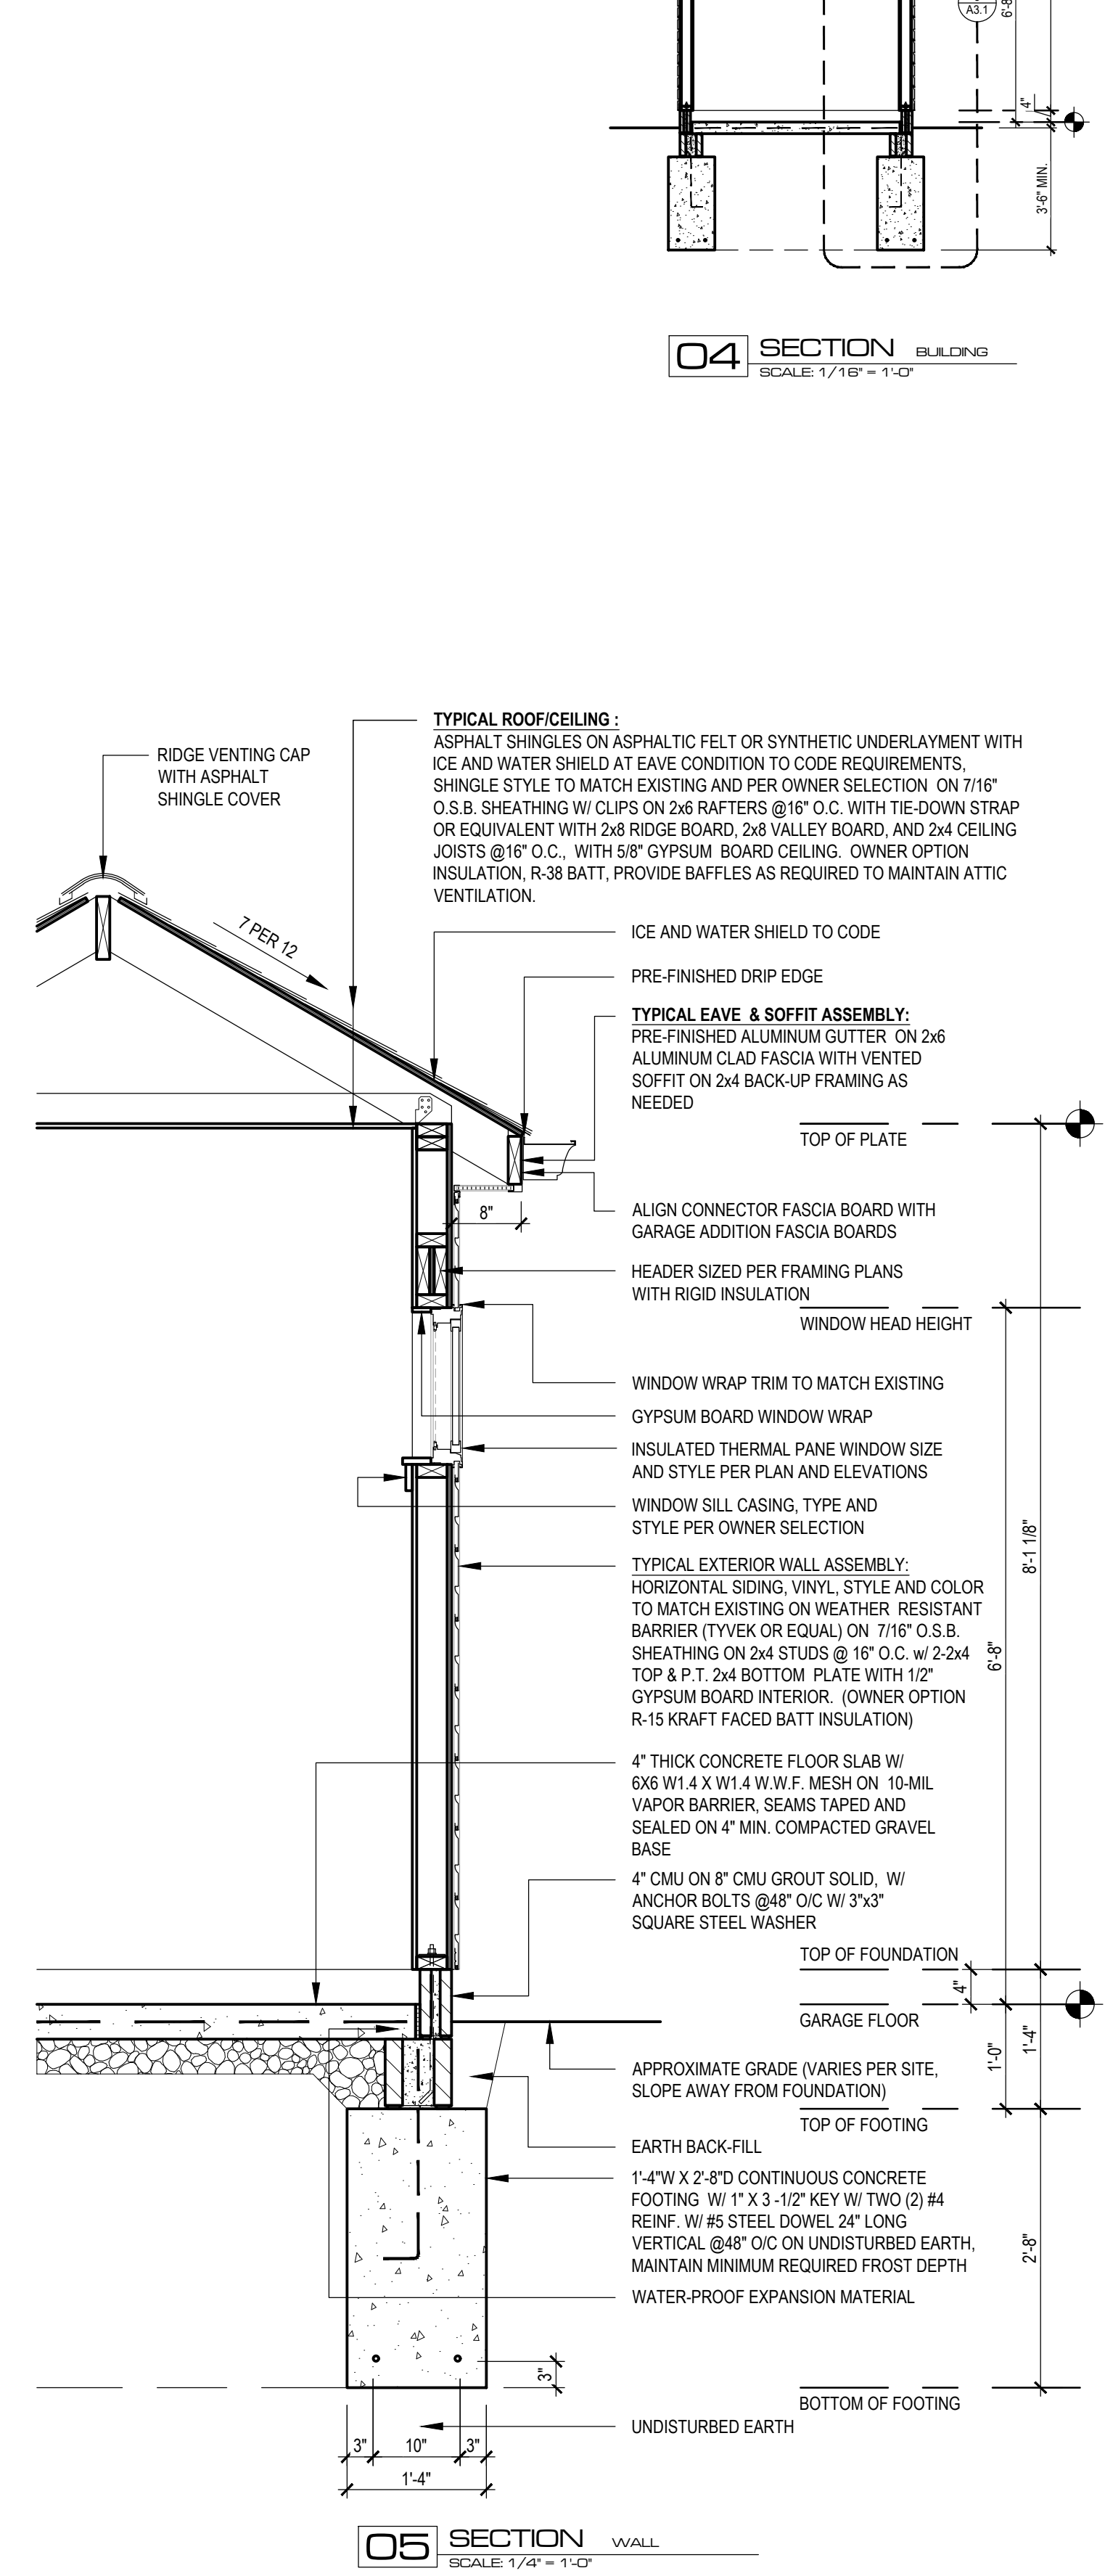 A3.1
6'-8
4"
3'-6" MIN.
04 SECTION BUILDING
SCALE: 1/16" = 1'-0"
RIDGE VENTING CAP
WITH ASPHALT
SHINGLE COVER
TYPICAL ROOF/CEILING :
ASPHALT SHINGLES ON ASPHALTIC FELT OR SYNTHETIC UNDERLAYMENT WITH
ICE AND WATER SHIELD AT EAVE CONDITION TO CODE REQUIREMENTS,
SHINGLE STYLE TO MATCH EXISTING AND PER OWNER SELECTION ON 7/16"
O.S.B. SHEATHING W/ CLIPS ON 2x6 RAFTERS @16" O.C. WITH TIE-DOWN STRAP
OR EQUIVALENT WITH 2x8 RIDGE BOARD, 2x8 VALLEY BOARD, AND 2x4 CEILING
JOISTS @16" O.C., WITH 5/8" GYPSUM BOARD CEILING. OWNER OPTION
INSULATION, R-38 BATT, PROVIDE BAFFLES AS REQUIRED TO MAINTAIN ATTIC
VENTILATION.
7 PER 12
ICE AND WATER SHIELD TO CODE
PRE-FINISHED DRIP EDGE
TYPICAL EAVE & SOFFIT ASSEMBLY:
PRE-FINISHED ALUMINUM GUTTER ON 2x6
ALUMINUM CLAD FASCIA WITH VENTED
SOFFIT ON 2x4 BACK-UP FRAMING AS
NEEDED
TOP OF PLATE
8"
ALIGN CONNECTOR FASCIA BOARD WITH
GARAGE ADDITION FASCIA BOARDS
HEADER SIZED PER FRAMING PLANS
WITH RIGID INSULATION
WINDOW HEAD HEIGHT
WINDOW WRAP TRIM TO MATCH EXISTING
GYPSUM BOARD WINDOW WRAP
INSULATED THERMAL PANE WINDOW SIZE
AND STYLE PER PLAN AND ELEVATIONS
WINDOW SILL CASING, TYPE AND
STYLE PER OWNER SELECTION
8'-1 1/8"
TYPICAL EXTERIOR WALL ASSEMBLY:
HORIZONTAL SIDING, VINYL, STYLE AND COLOR
TO MATCH EXISTING ON WEATHER RESISTANT
BARRIER (TYVEK OR EQUAL) ON 7/16" O.S.B.
SHEATHING ON 2x4 STUDS @ 16" O.C. w/ 2-2x4
TOP & P.T. 2x4 BOTTOM PLATE WITH 1/2"
GYPSUM BOARD INTERIOR. (OWNER OPTION
R-15 KRAFT FACED BATT INSULATION)
6'-8"
4" THICK CONCRETE FLOOR SLAB W/
6X6 W1.4 X W1.4 W.W.F. MESH ON 10-MIL
VAPOR BARRIER, SEAMS TAPED AND
SEALED ON 4" MIN. COMPACTED GRAVEL
BASE
4" CMU ON 8" CMU GROUT SOLID, W/
ANCHOR BOLTS @48" O/C W/ 3"x3"
SQUARE STEEL WASHER
TOP OF FOUNDATION
4"
GARAGE FLOOR
1'-0"
1'-4"
APPROXIMATE GRADE (VARIES PER SITE,
SLOPE AWAY FROM FOUNDATION)
TOP OF FOOTING
EARTH BACK-FILL
1'-4"W X 2'-8"D CONTINUOUS CONCRETE
FOOTING W/ 1" X 3 -1/2" KEY W/ TWO (2) #4
REINF. W/ #5 STEEL DOWEL 24" LONG
VERTICAL @48" O/C ON UNDISTURBED EARTH,
MAINTAIN MINIMUM REQUIRED FROST DEPTH
2'-8"
WATER-PROOF EXPANSION MATERIAL
3"
BOTTOM OF FOOTING
UNDISTURBED EARTH
3" 10" 3"
1'-4"
05 SECTION WALL
SCALE: 1/4" = 1'-0"